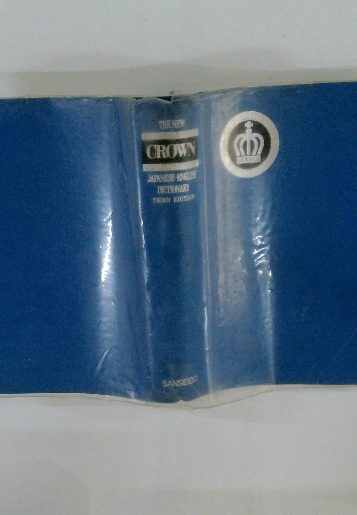 THE NEW
CROWN
JAPANESE-ENGLISH
DICTIONARY
THIRD EDITION
SANSEIDO